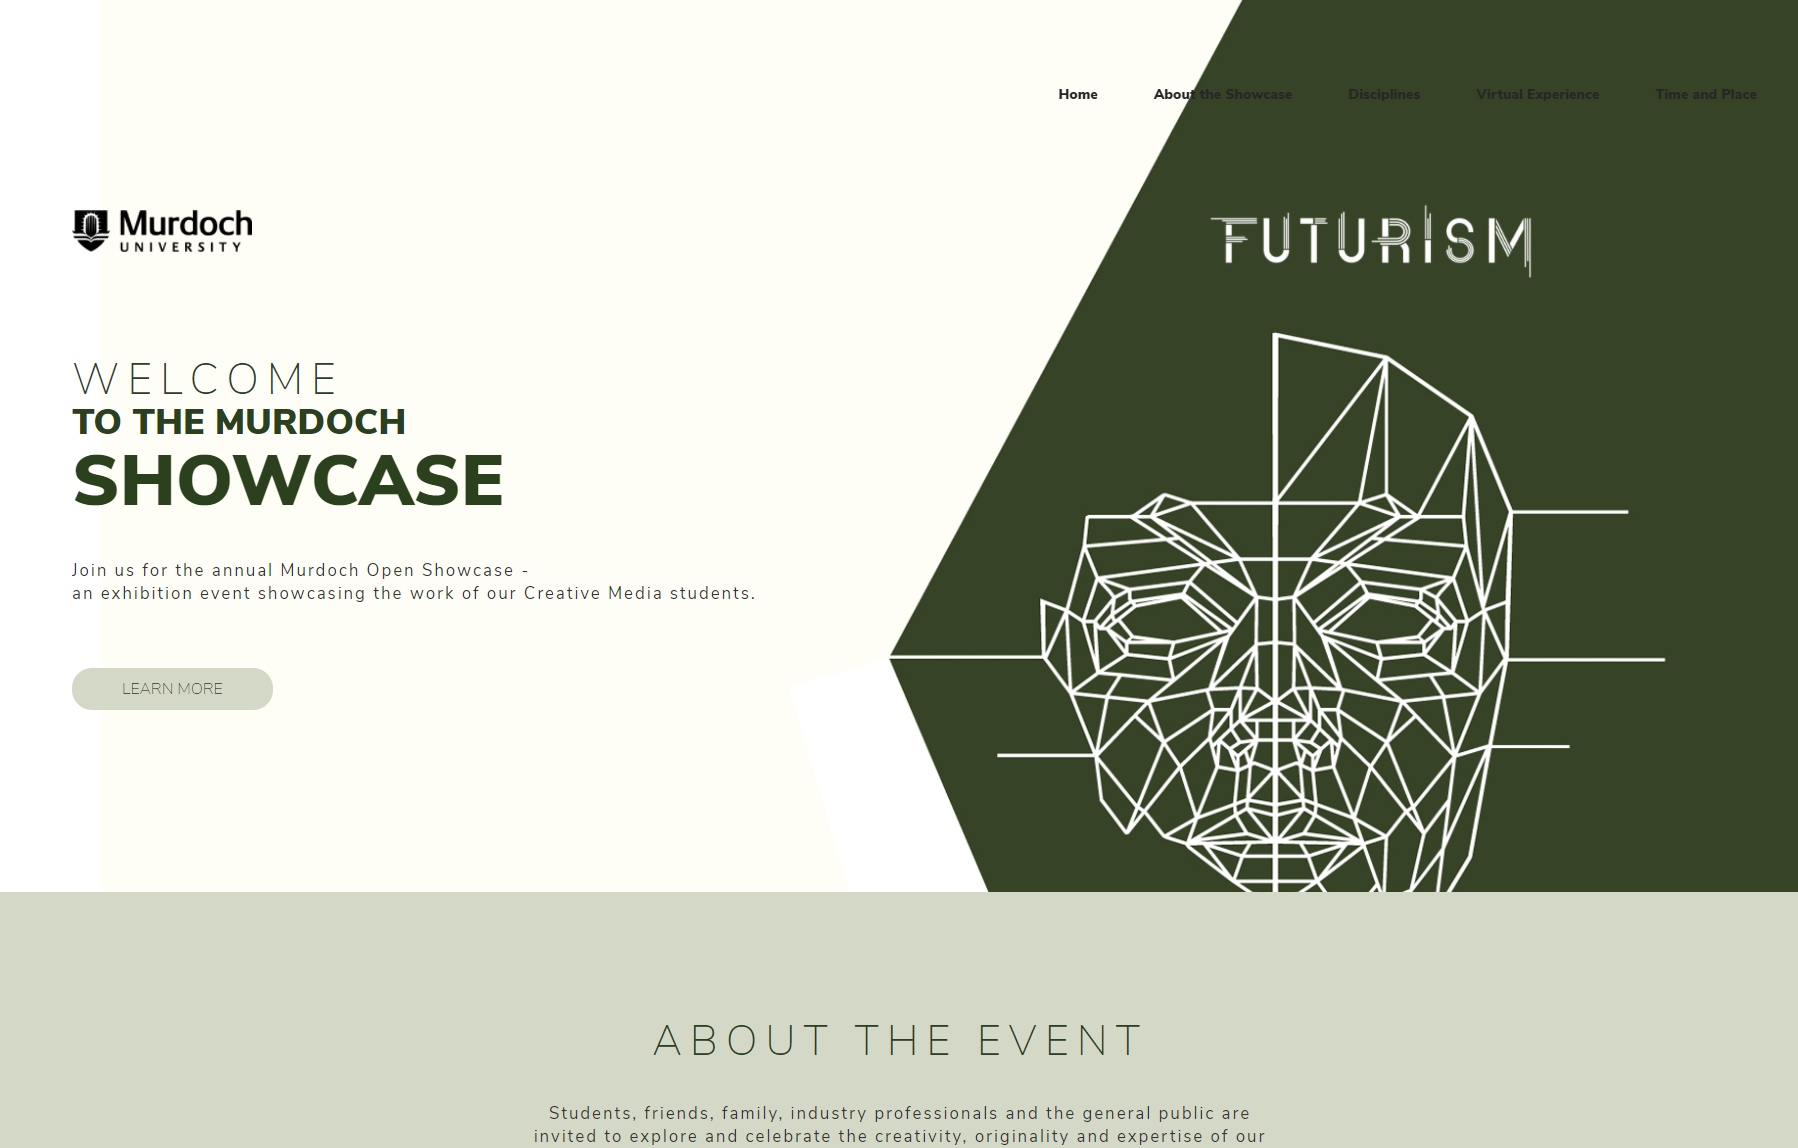 Home About the Showcase Disciplines Virtual Experience Time and Place
Murdoch
UNIVERSITY
FUTURISM
WELCOME
TO THE MURDOCH
SHOWCASE
Join us for the annual Murdoch Open Showcase -
an exhibition event showcasing the work of our Creative Media students.
LEARN MORE
ABOUT THE EVENT
Students, friends, family, industry professionals and the general public are
invited to explore and celebrate the creativity, originality and expertise of our